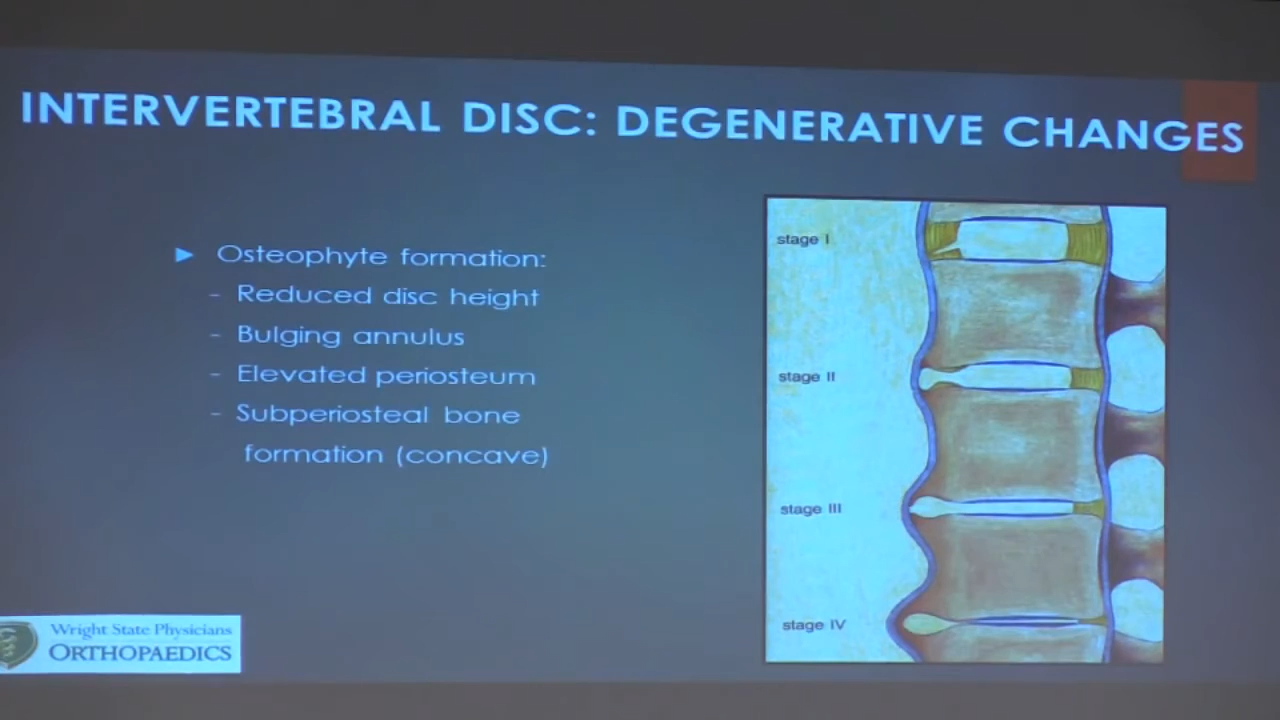 INTERVERTEBRAL DISC: DEGENERATIVE CHANGES
► Osteophyte formation:
- Reduced disc height
- Bulging annulus
- Elevated periosteum
- Subperiosteal bone
formation (concave)
stage I
stage II
stage III
stage IV
Wright State Physicians
ORTHOPAEDICS